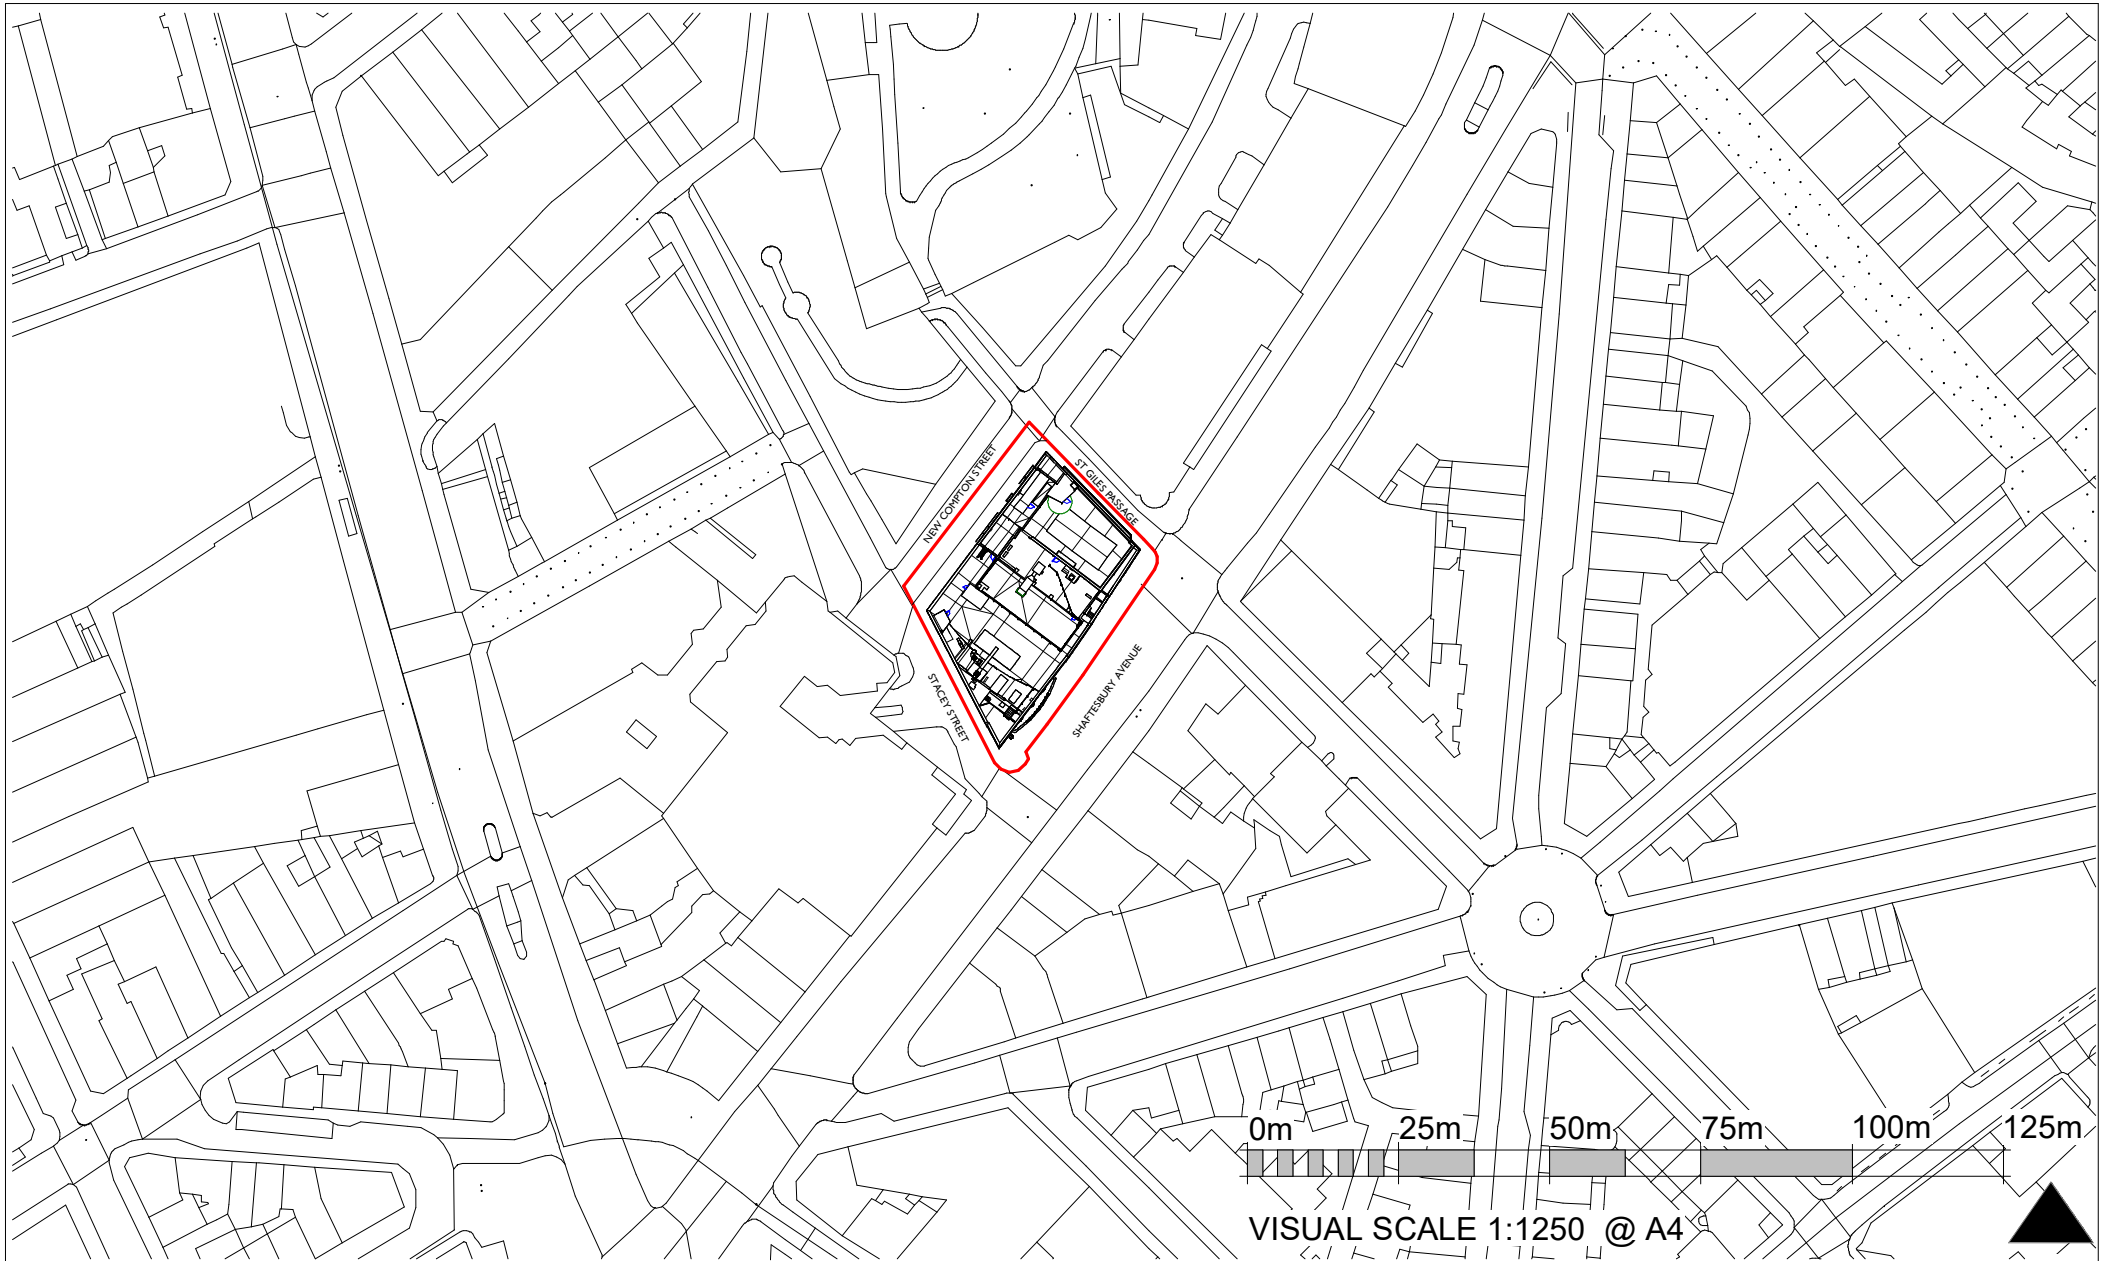 NEW COMPTON STREET
ST GILES PASSAGE
STACEY STREET
SHAFTESBURY AVENUE
0m 25m 50m 75m 100m 125m
VISUAL SCALE 1:1250 @ A4